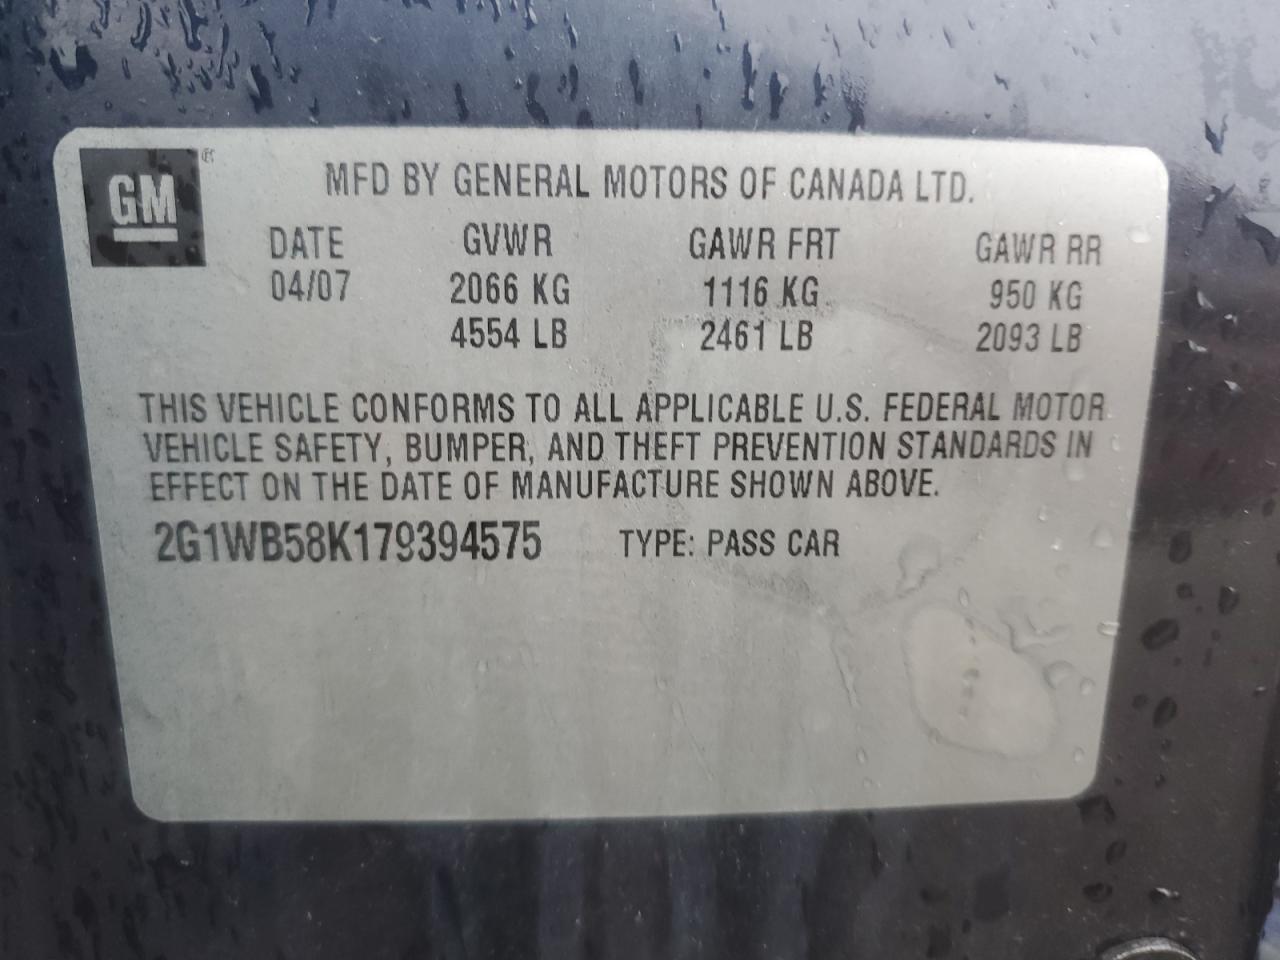 GM
MFD BY GENERAL MOTORS OF CANADA LTD.
DATE GVWR GAWR FRT GAWR RR
04/07 2066 KG 1116 KG 950 KG
4554 LB 2461 LB 2093 LB
THIS VEHICLE CONFORMS TO ALL APPLICABLE U.S. FEDERAL MOTOR
VEHICLE SAFETY, BUMPER, AND THEFT PREVENTION STANDARDS IN
EFFECT ON THE DATE OF MANUFACTURE SHOWN ABOVE.
2G1WB58K179394575 TYPE: PASS CAR